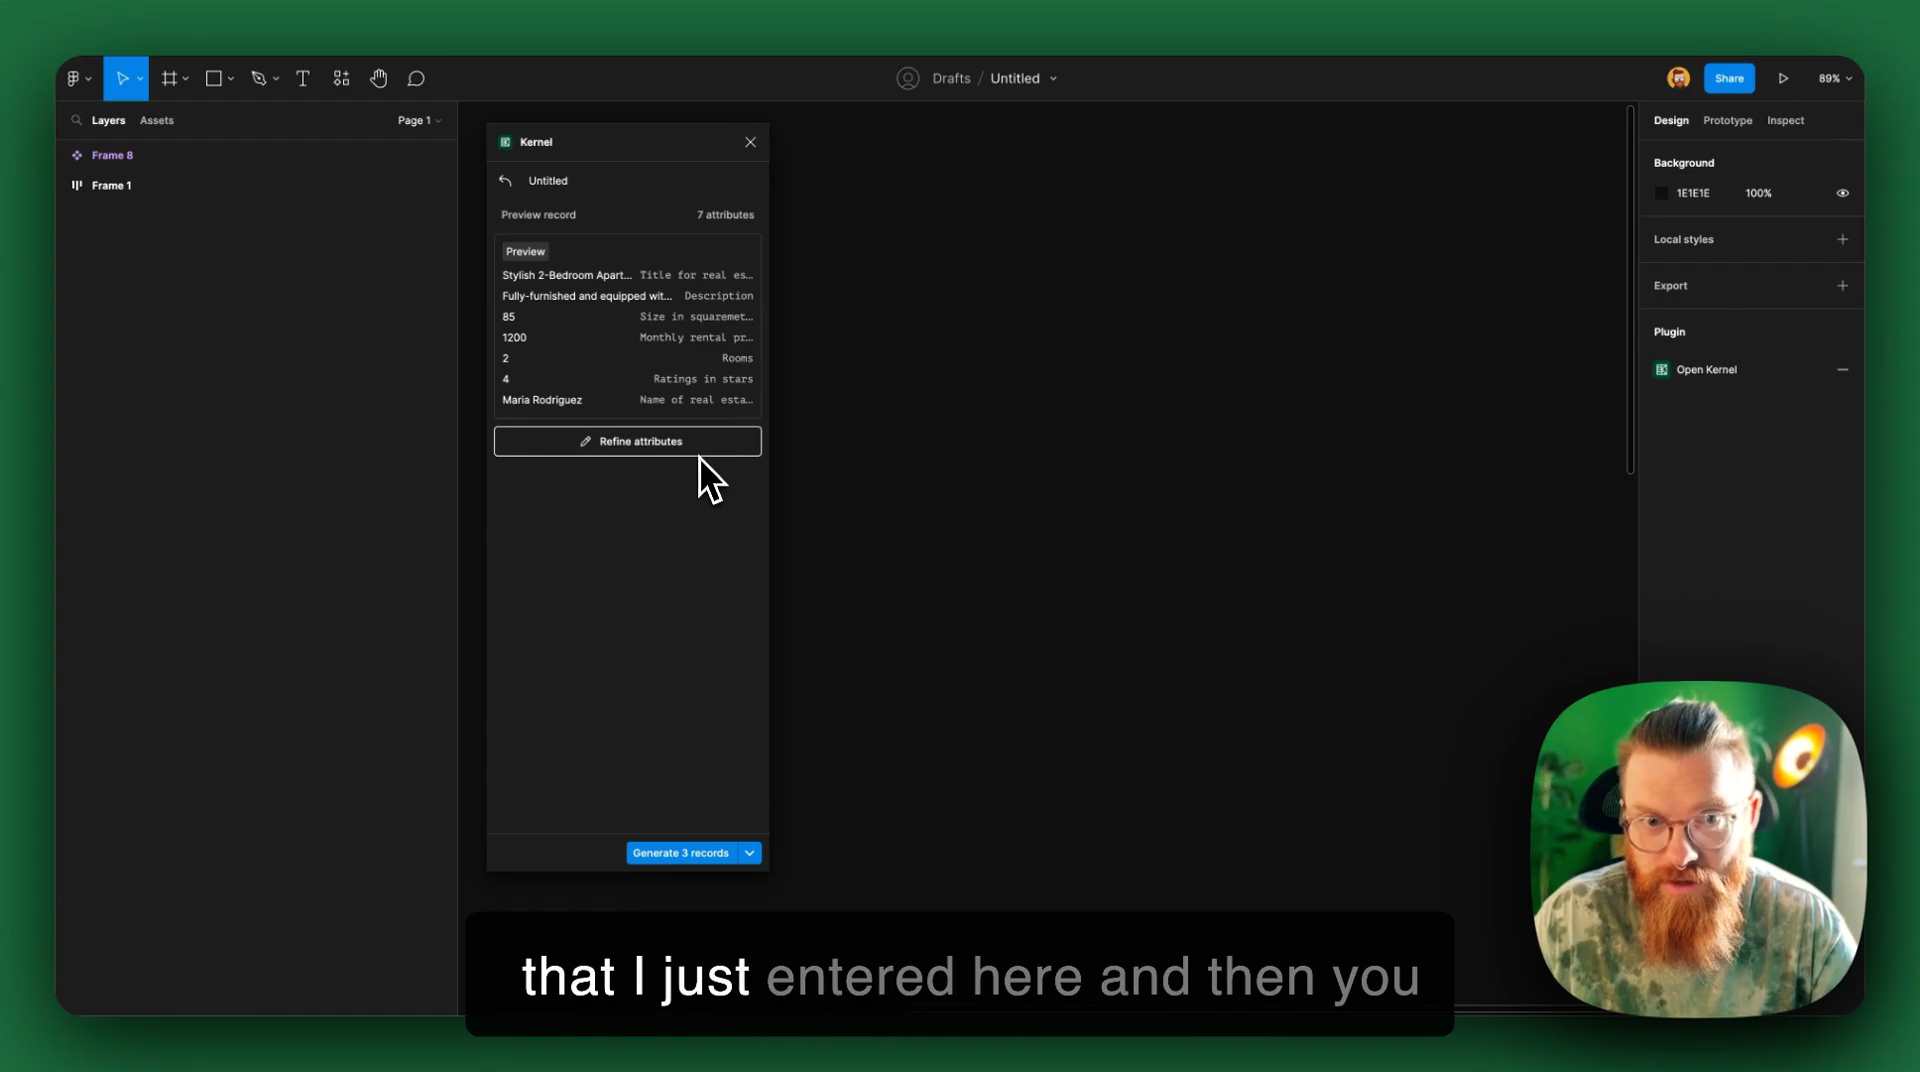 Drafts / Untitled
Share
89%
Layers
Assets
Page 1
Frame 8
Frame 1
Kernel
Untitled
Preview record
7 attributes
Preview
Stylish 2-Bedroom Apart... Title for real es...
Fully-furnished and equipped wit... Description
85 Size in squaremet...
1200 Monthly rental pr...
2 Rooms
4 Ratings in stars
Maria Rodriguez Name of real esta...
Refine attributes
Generate 3 records
Design
Prototype
Inspect
Background
1E1E1E 100%
Local styles
Export
Plugin
Open Kernel
that I just entered here and then you